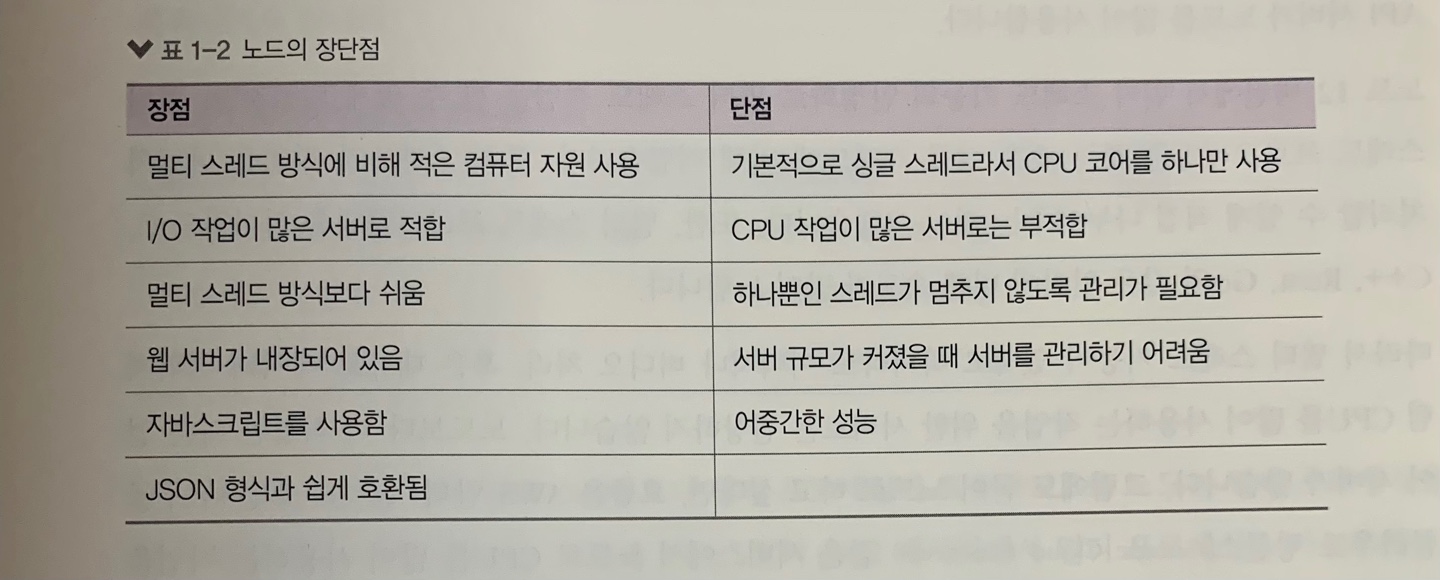 표 1-2 노드의 장단점
장점 단점
멀티 스레드 방식에 비해 적은 컴퓨터 자원 사용 기본적으로 싱글 스레드라서 CPU 코어를 하나만 사용
I/O 작업이 많은 서버로 적합 CPU 작업이 많은 서버로는 부적합
멀티 스레드 방식보다 쉬움 하나뿐인 스레드가 멈추지 않도록 관리가 필요함
웹 서버가 내장되어 있음 서버 규모가 커졌을 때 서버를 관리하기 어려움
자바스크립트를 사용함 어중간한 성능
JSON 형식과 쉽게 호환됨